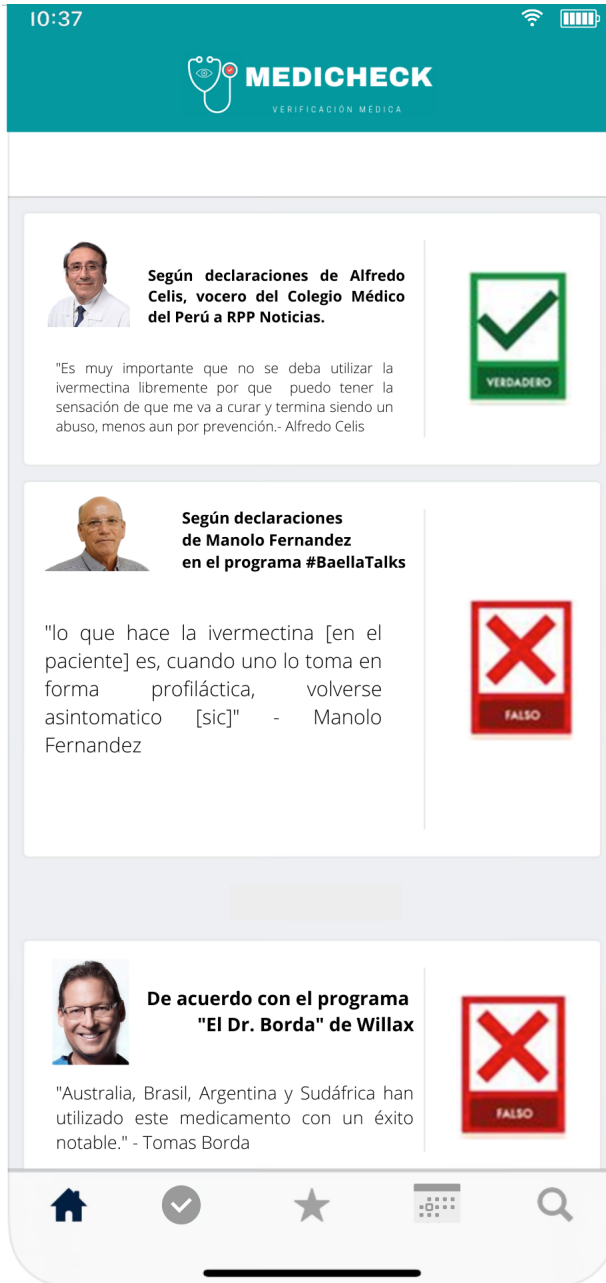 10:37
MEDICHECK
VERIFICACIÓN MÉDICA
Según declaraciones de Alfredo
Celis, vocero del Colegio Médico
del Perú a RPP Noticias.
"Es muy importante que no se deba utilizar la
ivermectina libremente por que puedo tener la
sensación de que me va a curar y termina siendo un
abuso, menos aun por prevención.- Alfredo Celis
VERDADERO
Según declaraciones
de Manolo Fernandez
en el programa #BaellaTalks
"lo que hace la ivermectina [en el
paciente] es, cuando uno lo toma en
forma profiláctica, volverse
asintomatico [sic]" - Manolo
Fernandez
FALSO
De acuerdo con el programa
"El Dr. Borda" de Willax
"Australia, Brasil, Argentina y Sudáfrica han
utilizado este medicamento con un éxito
notable." - Tomas Borda
FALSO